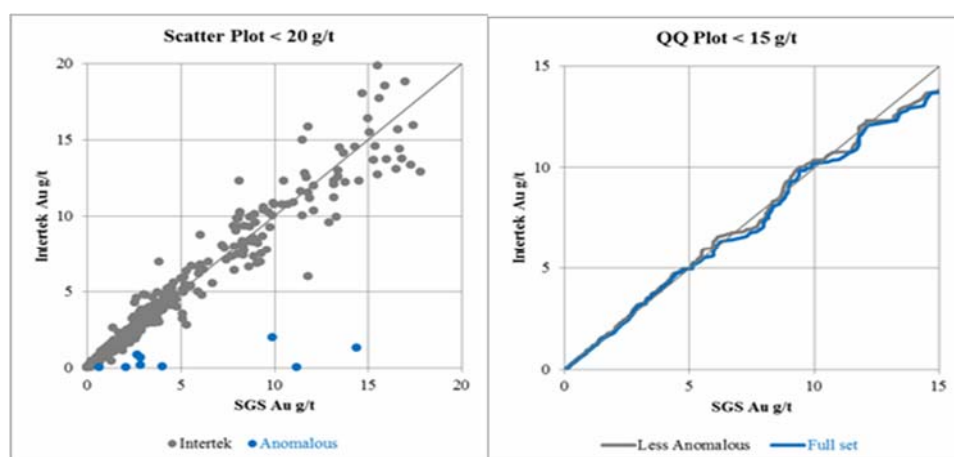 Scatter Plot < 20 g/t
20
15
10
5
0
0 5 10 15 20
Intertek Au g/t
SGS Au g/t
Intertek Anomalous
QQ Plot < 15 g/t
15
10
5
0
0 5 10 15
Intertek Au g/t
SGS Au g/t
Less Anomalous Full set